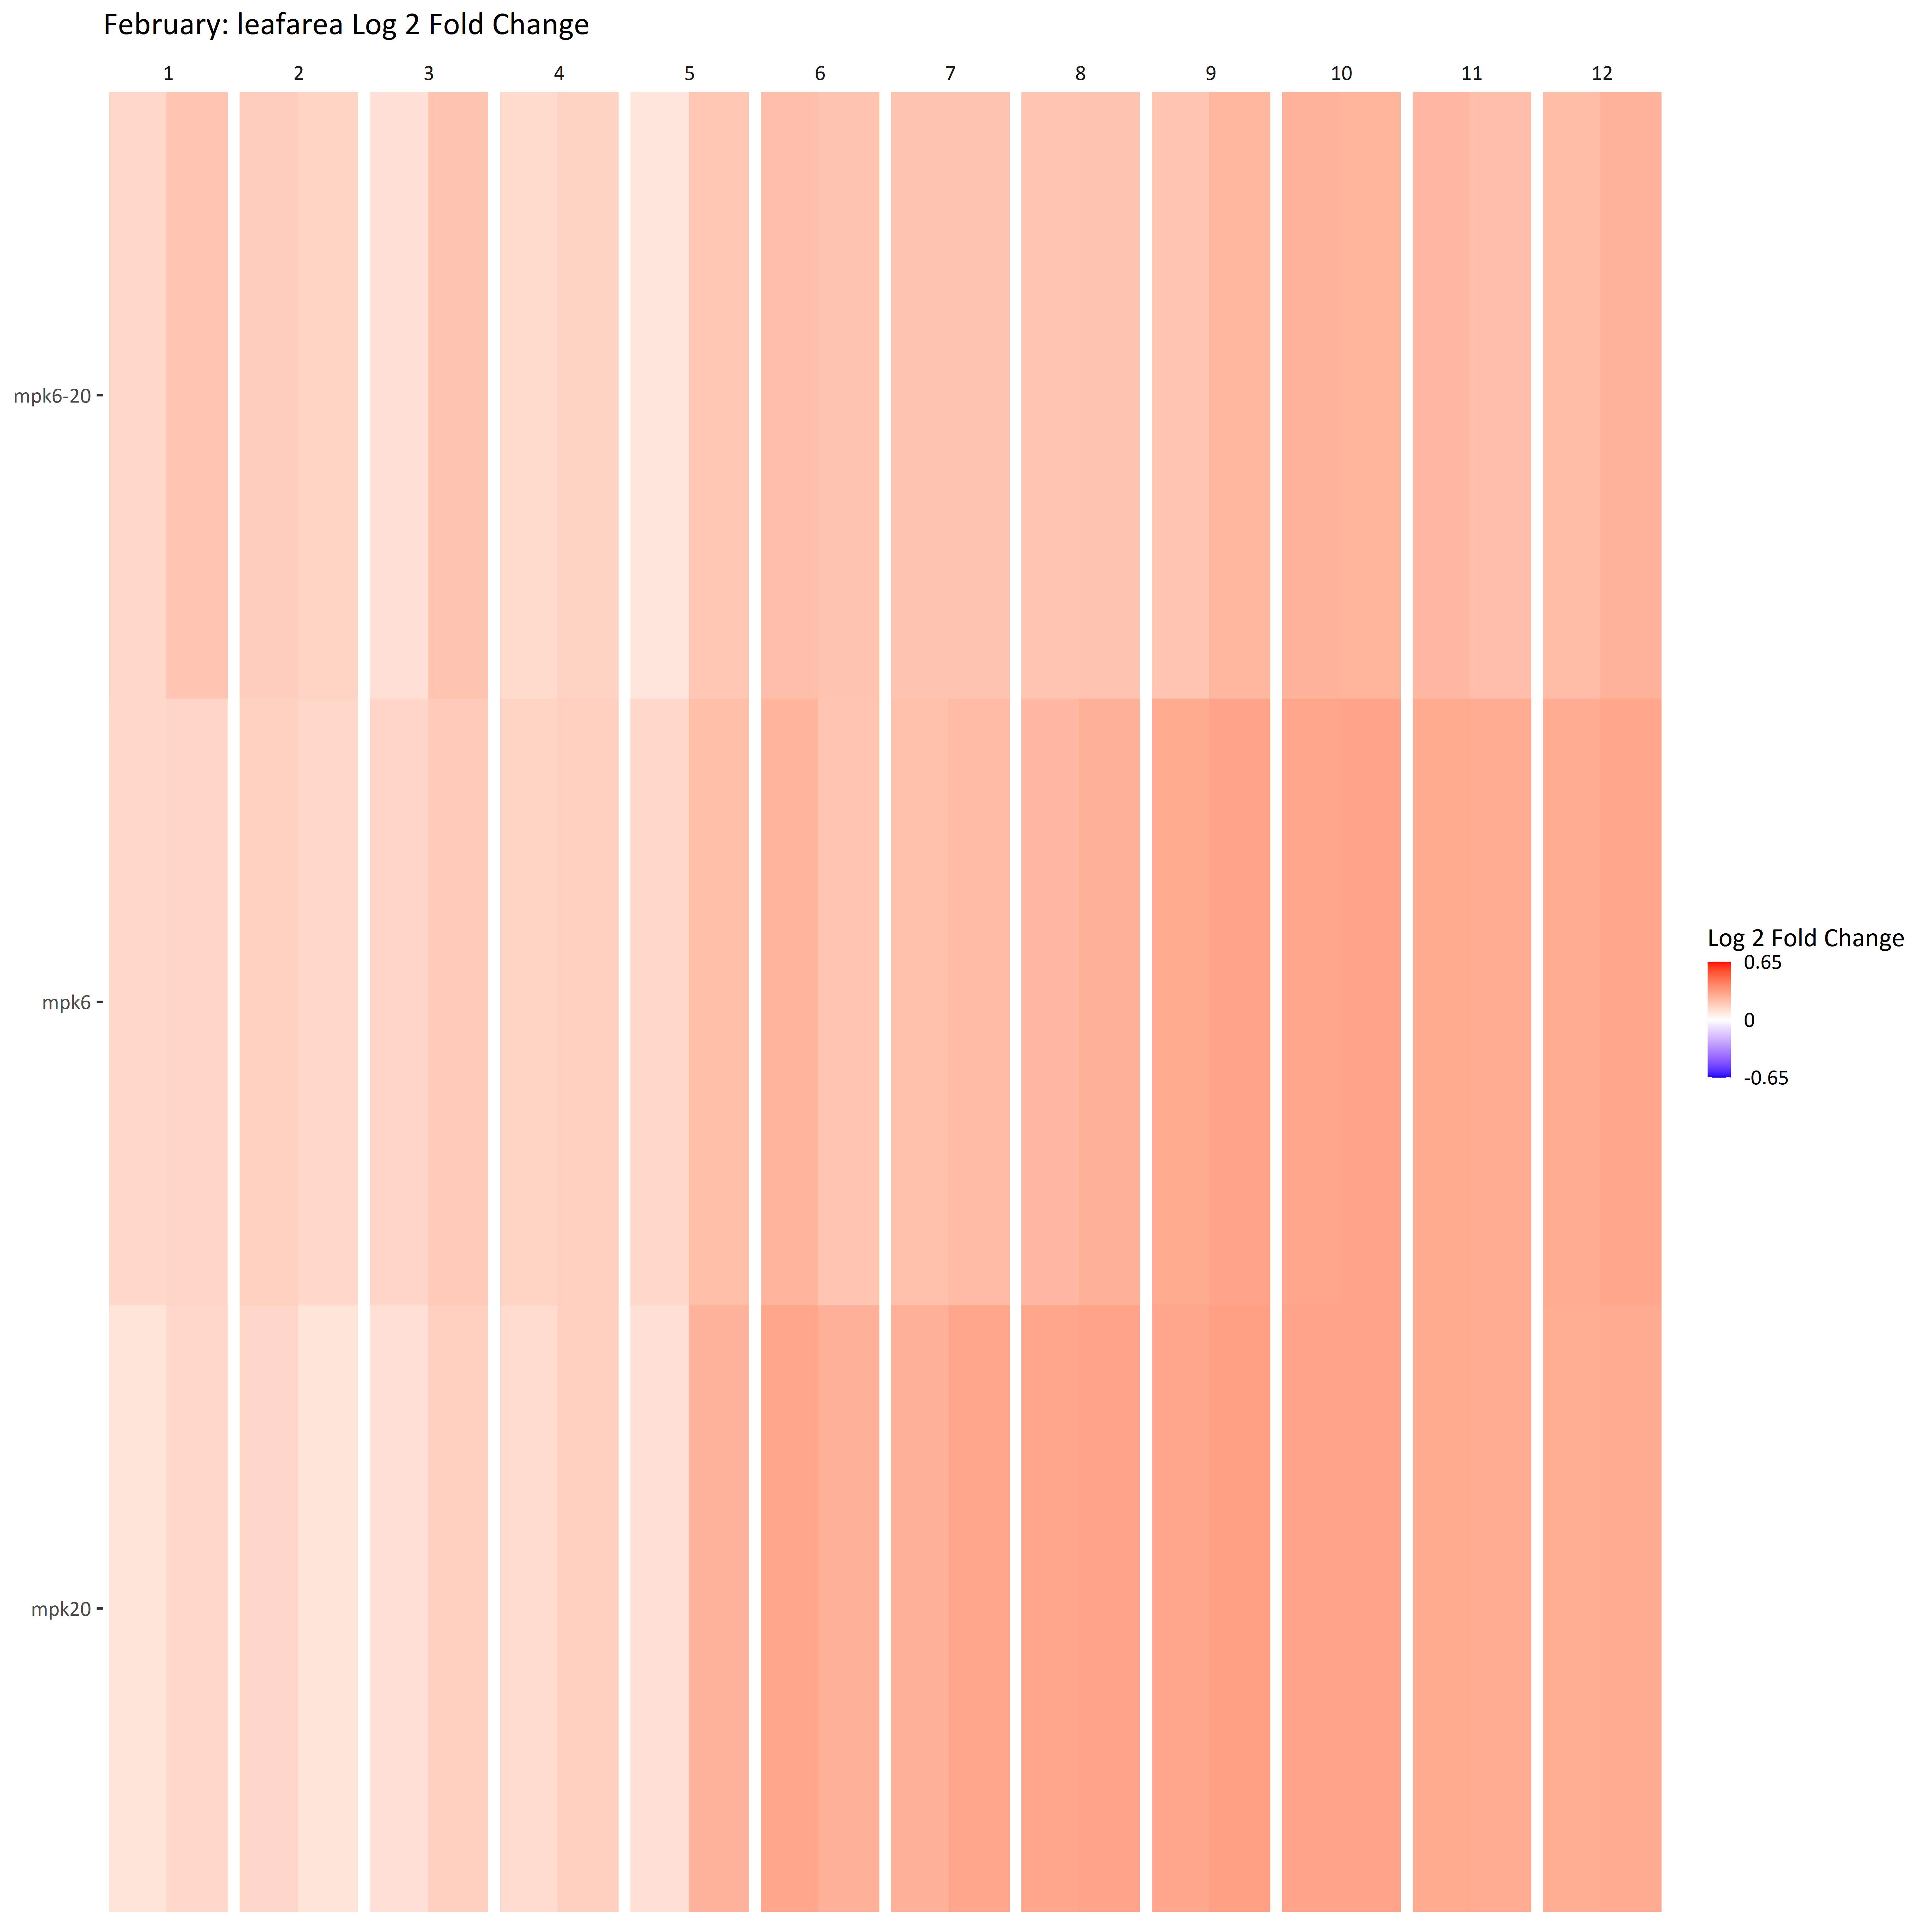 February: leafarea Log 2 Fold Change
1 2 3 4 5 6 7 8 9 10 11 12
mpk6-20
mpk6
mpk20
Log 2 Fold Change
0.65
0
-0.65